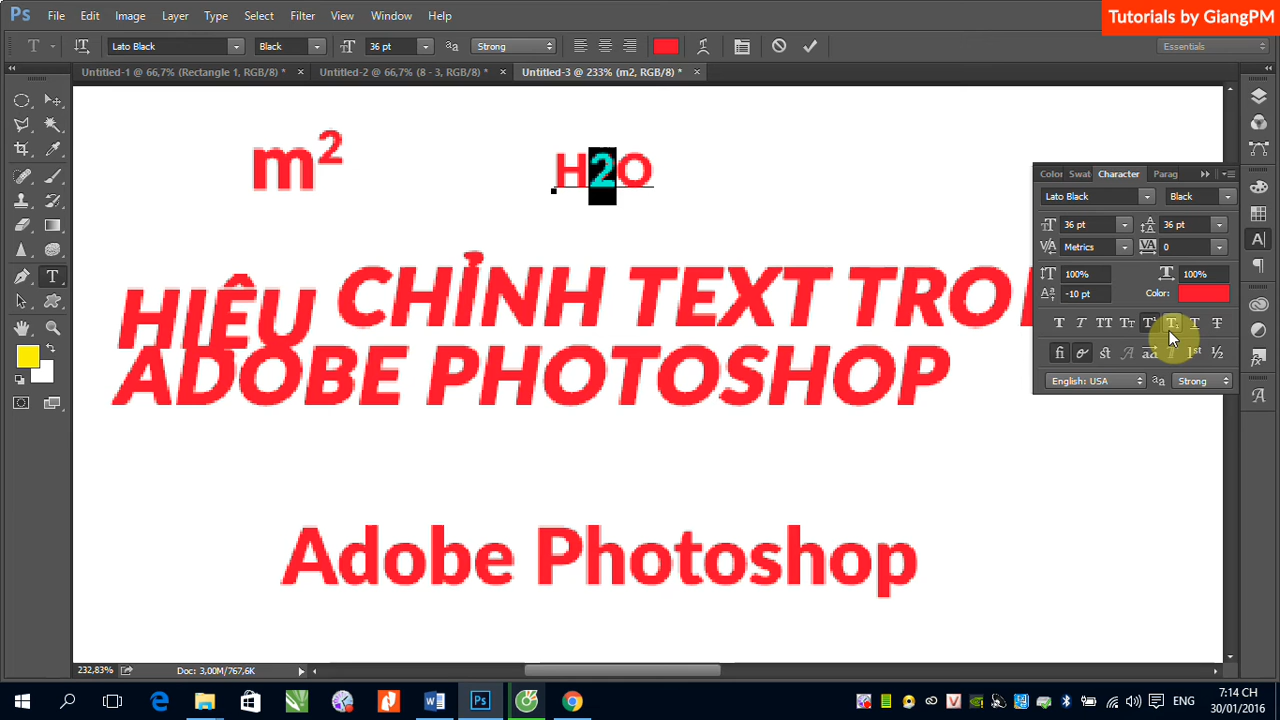 Ps File Edit Image Layer Type Select Filter View Window Help
Tutorials by GiangPM
Lato Black Black 36 pt Strong Essentials
Untitled-1 @ 66,7% (Rectangle 1, RGB/8) * Untitled-2 @ 66,7% (8 - 3, RGB/8) * Untitled-3 @ 233% (m2, RGB/8) *
m²
H2O
HIÊU CHỈNH TEXT TRO
ADOBE PHOTOSHOP
Adobe Photoshop
Color Swat Character Parag
Lato Black Black
36 pt 36 pt
Metrics 0
100% 100%
-10 pt Color:
English: USA Strong
232,83% Doc: 3,00M/767,6K
ENG 7:14 CH
30/01/2016